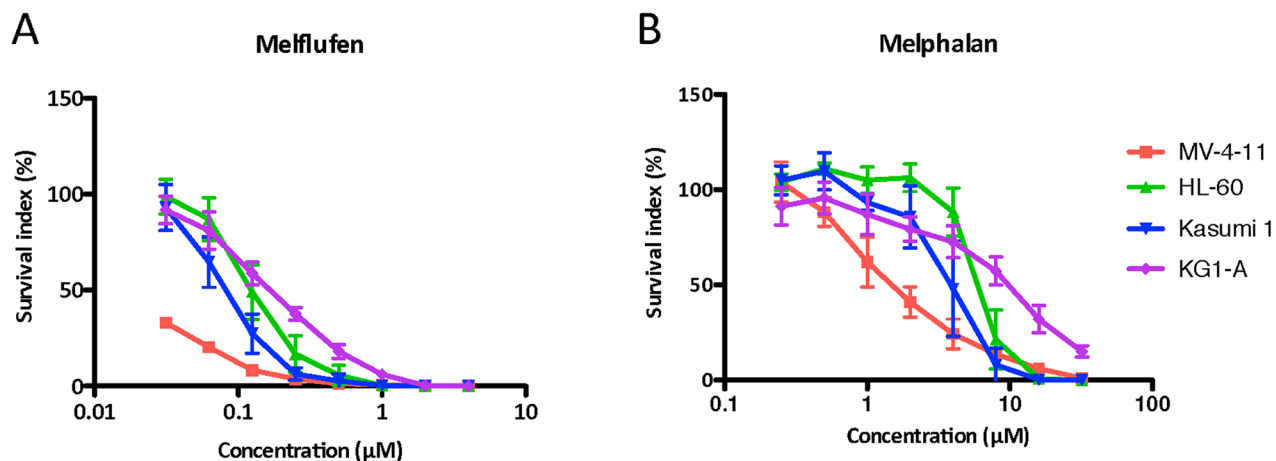 A
Melflufen
Survival index (%)
150
100
50
0
0.01
0.1
1
10
Concentration (µM)
B
Melphalan
Survival index (%)
150
100
50
0
0.1
1
10
100
Concentration (µM)
MV-4-11
HL-60
Kasumi 1
KG1-A